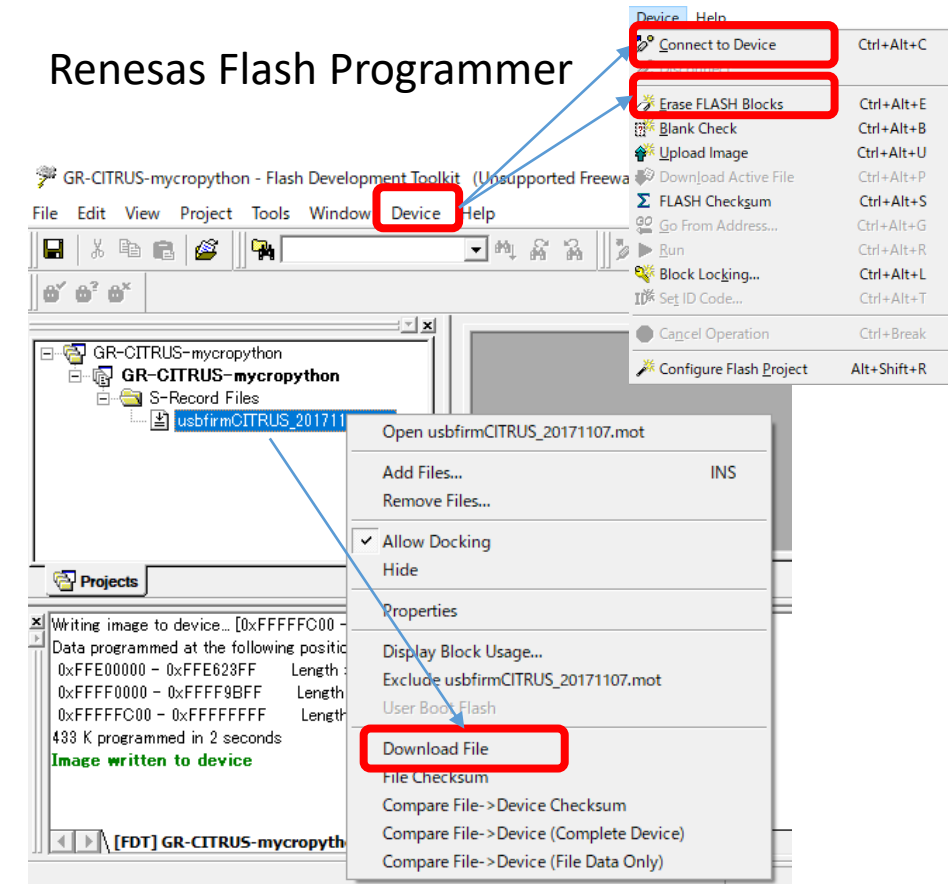 Renesas Flash Programmer
Device Help
Connect to Device Ctrl+Alt+C
Erase FLASH Blocks Ctrl+Alt+E
Blank Check Ctrl+Alt+B
Upload Image Ctrl+Alt+U
Download Active File Ctrl+Alt+P
FLASH Checksum Ctrl+Alt+S
Go From Address... Ctrl+Alt+G
Run Ctrl+Alt+R
Block Locking... Ctrl+Alt+L
Set ID Code... Ctrl+Alt+T
Cancel Operation Ctrl+Break
Configure Flash Project Alt+Shift+R
GR-CITRUS-mycropython - Flash Development Toolkit (Unsupported Freewa
File Edit View Project Tools Window Device Help
GR-CITRUS-mycropython
GR-CITRUS-mycropython
S-Record Files
usbfirmCITRUS_20171
Projects
Open usbfirmCITRUS_20171107.mot
Add Files... INS
Remove Files...
Allow Docking
Hide
Properties
Display Block Usage...
Exclude usbfirmCITRUS_20171107.mot
User Boot Flash
Download File
File Checksum
Compare File->Device Checksum
Compare File->Device (Complete Device)
Compare File->Device (File Data Only)
Writing image to device... [0xFFFFFC00 -
Data programmed at the following positio
0xFFE00000 - 0xFFE623FF Length :
0xFFFF0000 - 0xFFFF9BFF Length
0xFFFFFC00 - 0xFFFFFFFF Length
433 K programmed in 2 seconds
Image written to device
[FDT] GR-CITRUS-mycropyth